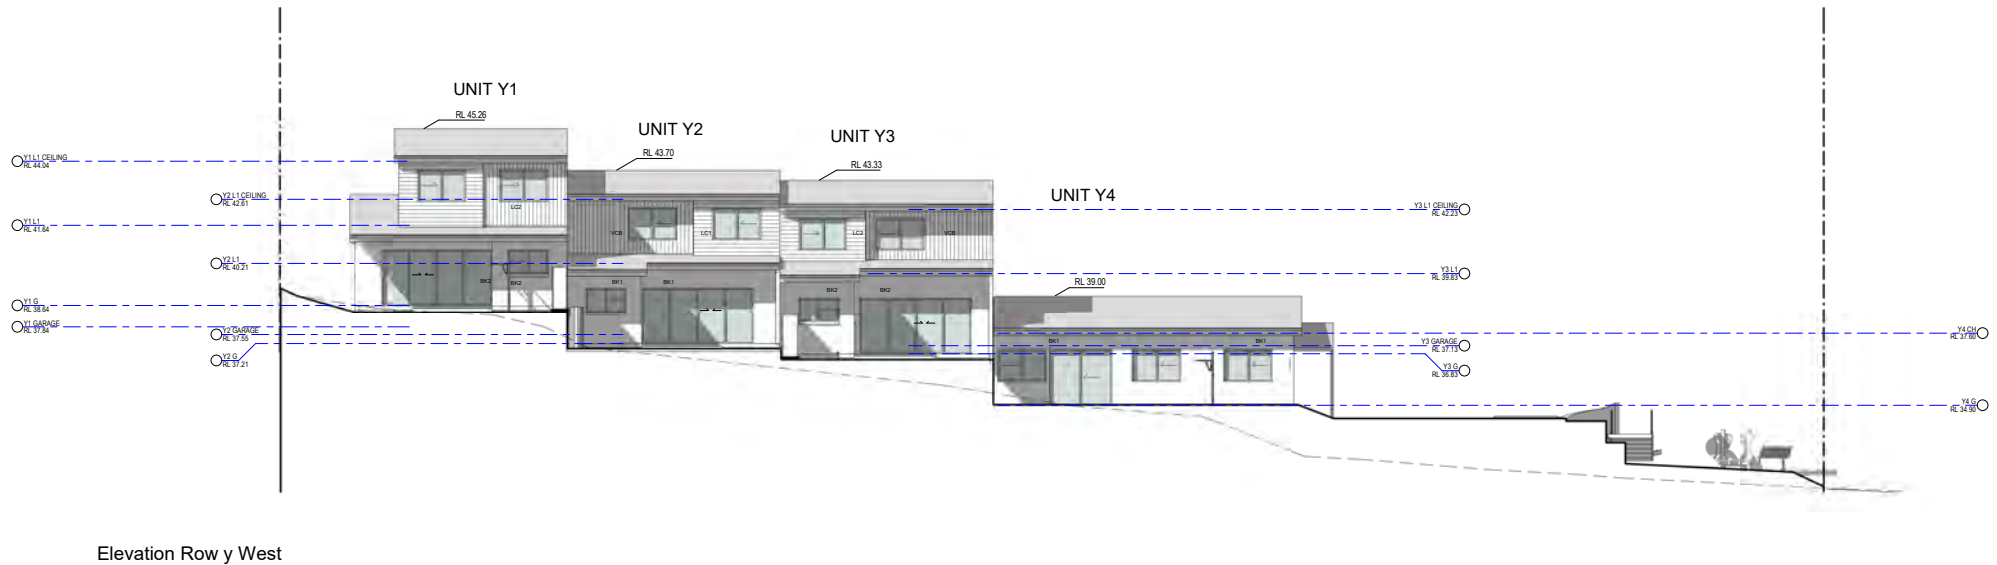 UNIT Y1
RL 45.26
UNIT Y2
RL 43.70
UNIT Y3
RL 43.33
UNIT Y4
RL 39.00
Y1 L1 CEILING
RL 44.04
Y2 L1 CEILING
RL 42.61
Y1 L1
RL 41.64
Y2 L1
RL 40.21
Y1 G
RL 38.64
Y1 GARAGE
RL 37.84
Y2 GARAGE
RL 37.55
Y2 G
RL 37.21
LC2
VCB
LC1
LC2
VCB
BK2
BK2
BK1
BK1
BK2
BK2
BK1
BK1
Y3 L1 CEILING
RL 42.23
Y3 L1
RL 39.83
Y3 GARAGE
RL 37.13
Y3 G
RL 36.83
Y4 CH
RL 37.60
Y4 G
RL 34.90
Elevation Row y West